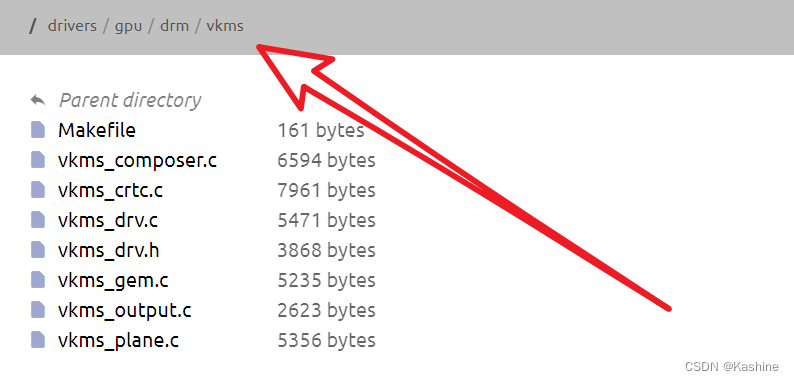 / drivers / gpu / drm / vkms
Parent directory
Makefile 161 bytes
vkms_composer.c 6594 bytes
vkms_crtc.c 7961 bytes
vkms_drv.c 5471 bytes
vkms_drv.h 3868 bytes
vkms_gem.c 5235 bytes
vkms_output.c 2623 bytes
vkms_plane.c 5356 bytes
CSDN @Kashine